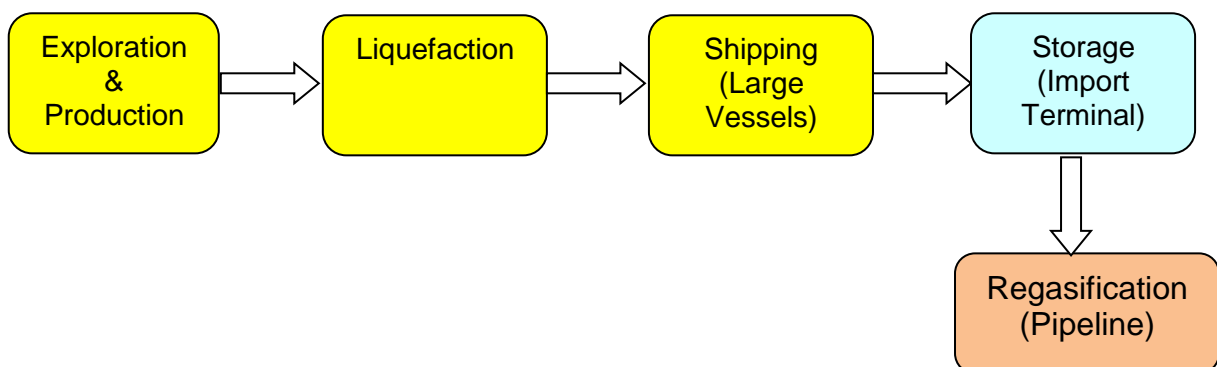 Exploration
&
Production
Liquefaction
Shipping
(Large
Vessels)
Storage
(Import
Terminal)
Regasification
(Pipeline)